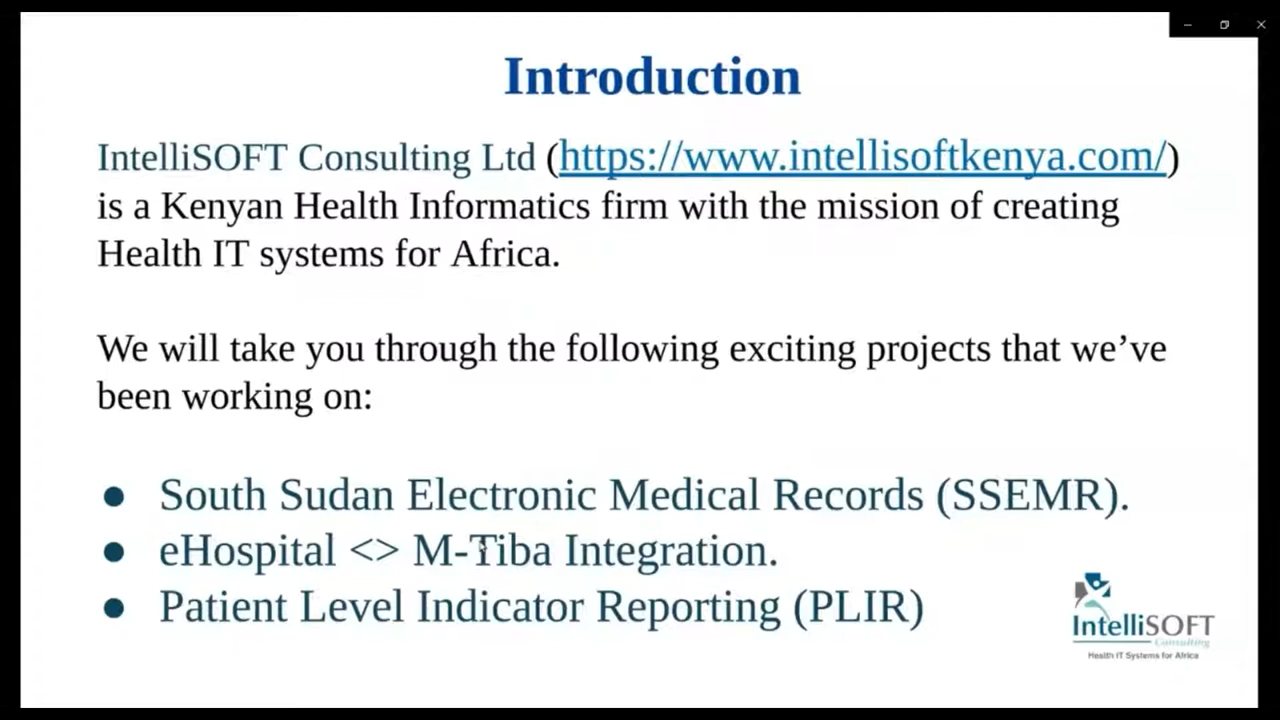 Introduction
IntelliSOFT Consulting Ltd (https://www.intellisoftkenya.com/)
is a Kenyan Health Informatics firm with the mission of creating
Health IT systems for Africa.
We will take you through the following exciting projects that we’ve
been working on:
● South Sudan Electronic Medical Records (SSEMR).
● eHospital <> M-Tiba Integration.
● Patient Level Indicator Reporting (PLIR)
IntelliSOFT
Consulting
Health IT Systems for Africa